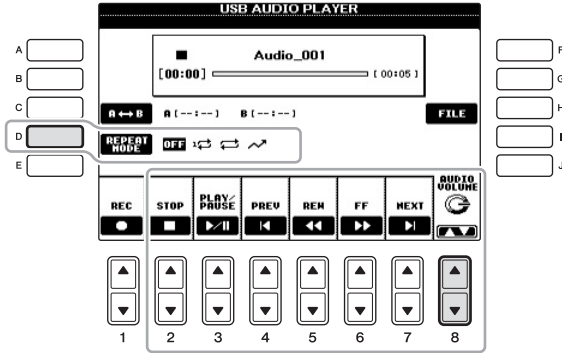 USB AUDIO PLAYER
Audio_001
[00:00] [00:05]
A B A[--:--] B[--:--] FILE
REPEAT MODE OFF 1
REC STOP PLAY/PAUSE PREV REW FF NEXT AUDIO VOLUME
A
B
C
D
E
F
G
H
I
J
1 2 3 4 5 6 7 8